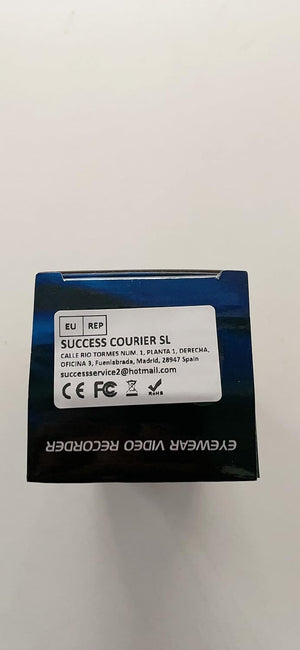 EU REP
SUCCESS COURIER SL
CALLE RIO TORMES NUM. 1, PLANTA 1, DERECHA,
OFICINA 3, Fuenlabrada, Madrid, 28947 Spain
successservice2@hotmail.com
CE FC RoHS
EYEWEAR VIDEO RECORDER